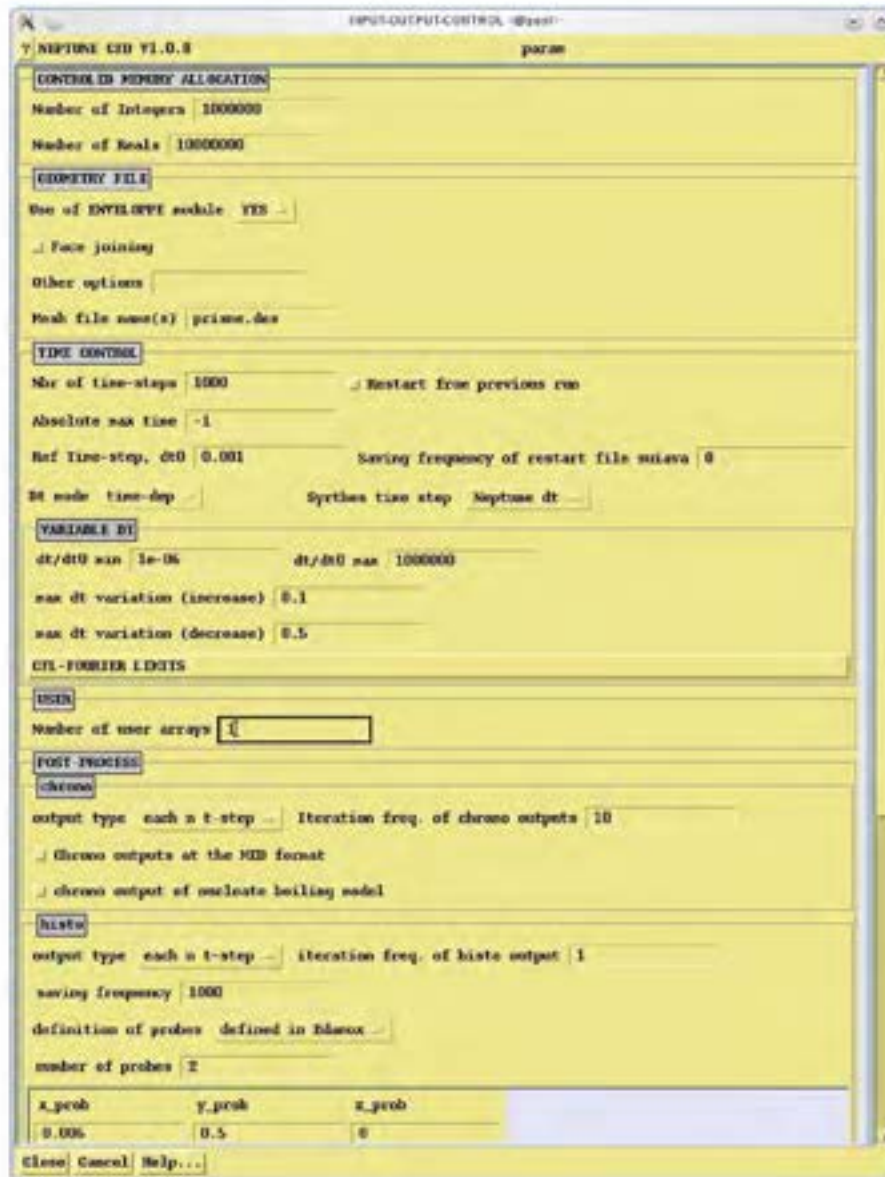 INPUT-OUTPUT-CONTROL
NEPTUNE CFD V1.0.8 param
CONTROLED MEMORY ALLOCATION
Number of Integers 1000000
Number of Reals 10000000
GEOMETRY FILE
Use of ENVELOPPE module YES
Face joining
Other options
Mesh file name(s) prisme.des
TIME CONTROL
Nbr of time-steps 1000 Restart from previous run
Absolute max time -1
Ref Time-step, dt0 0.001 Saving frequency of restart file suiava 0
Dt mode time-dep Syrthes time step Neptune dt
VARIABLE DT
dt/dt0 min 1e-06 dt/dt0 max 1000000
max dt variation (increase) 0.1
max dt variation (decrease) 0.5
CFL-FOURIER LIMITS
USER
Number of user arrays 1
POST PROCESS
chrono
output type each n t-step Iteration freq. of chrono outputs 10
Chrono outputs at the MED format
chrono output of nucleate boiling model
histo
output type each n t-step iteration freq. of histo output 1
saving frequency 1000
definition of probes defined in Edamox
number of probes 2
x_prob y_prob z_prob
0.006 0.5 0
Close Cancel Help...